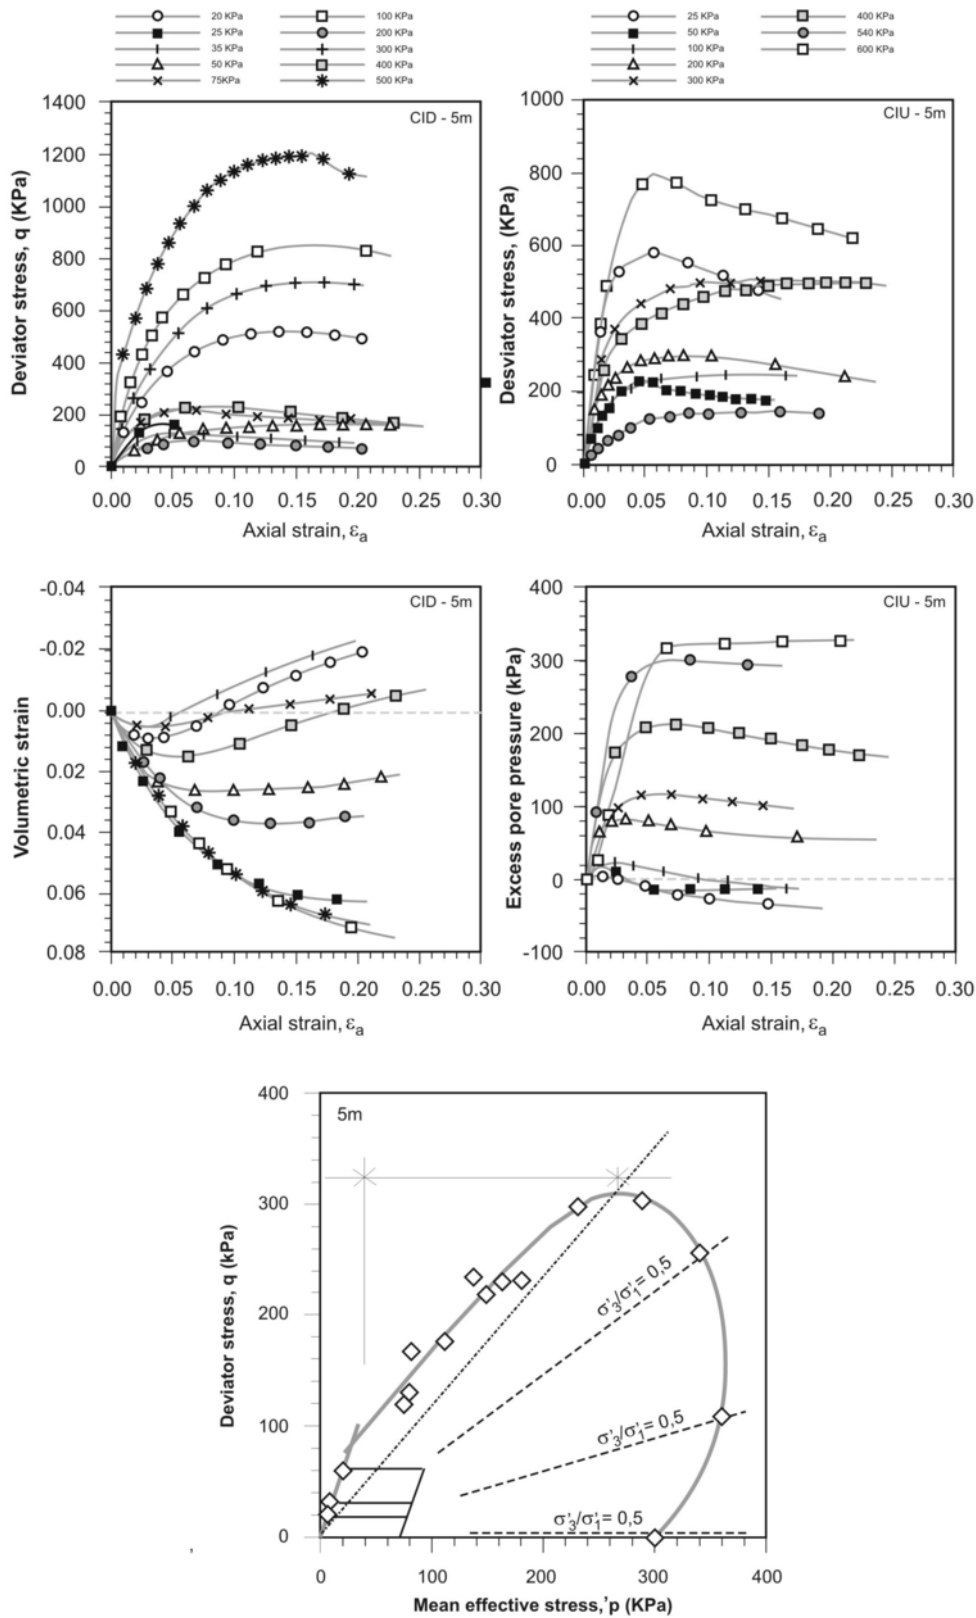 20 KPa
25 KPa
35 KPa
50 KPa
75KPa
100 KPa
200 KPa
300 KPa
400 KPa
500 KPa
25 KPa
50 KPa
100 KPa
200 KPa
300 KPa
400 KPa
540 KPa
600 KPa
1400
1200
1000
800
600
400
200
0
Deviator stress, q (KPa)
CID - 5m
0.00 0.05 0.10 0.15 0.20 0.25 0.30
Axial strain, εa
1000
800
600
400
200
0
Desviator stress, (KPa)
CIU - 5m
0.00 0.05 0.10 0.15 0.20 0.25 0.30
Axial strain, εa
-0.04
-0.02
0.00
0.02
0.04
0.06
0.08
Volumetric strain
CID - 5m
0.00 0.05 0.10 0.15 0.20 0.25 0.30
Axial strain, εa
400
300
200
100
0
-100
Excess pore pressure (kPa)
CIU - 5m
0.00 0.05 0.10 0.15 0.20 0.25 0.30
Axial strain, εa
400
300
200
100
0
Deviator stress, q (kPa)
5m
σ'3/σ'1= 0,5
σ'3/σ'1= 0,5
σ'3/σ'1= 0,5
0 100 200 300 400
Mean effective stress,'p (KPa)
,